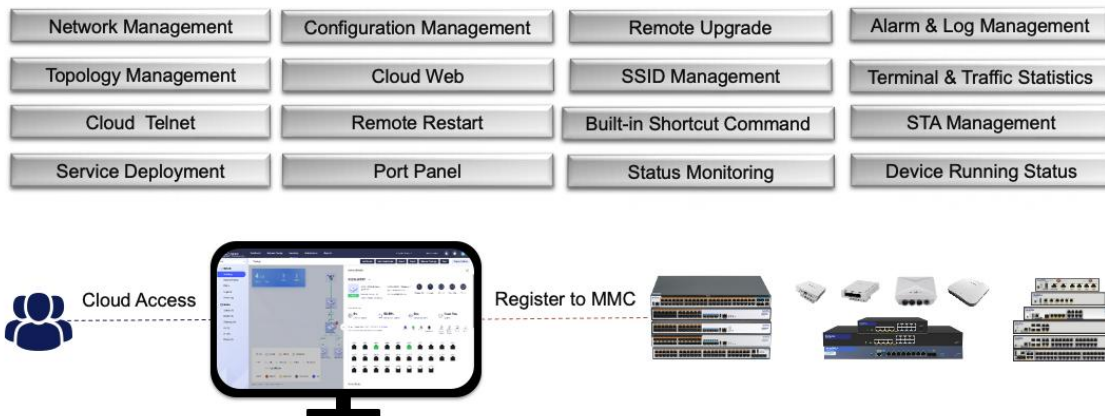 Network Management
Configuration Management
Remote Upgrade
Alarm & Log Management
Topology Management
Cloud Web
SSID Management
Terminal & Traffic Statistics
Cloud Telnet
Remote Restart
Built-in Shortcut Command
STA Management
Service Deployment
Port Panel
Status Monitoring
Device Running Status
Cloud Access
Register to MMC